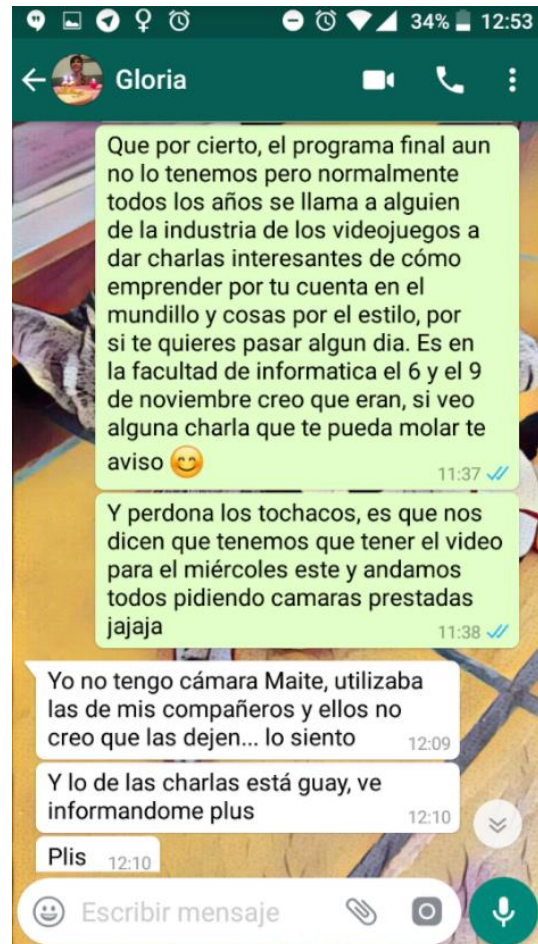 34% 12:53
Gloria
Que por cierto, el programa final aun
no lo tenemos pero normalmente
todos los años se llama a alguien
de la industria de los videojuegos a
dar charlas interesantes de cómo
emprender por tu cuenta en el
mundillo y cosas por el estilo, por
si te quieres pasar algun dia. Es en
la facultad de informatica el 6 y el 9
de noviembre creo que eran, si veo
alguna charla que te pueda molar te
aviso 😊
11:37
Y perdona los tochacos, es que nos
dicen que tenemos que tener el video
para el miércoles este y andamos
todos pidiendo camaras prestadas
jajaja
11:38
Yo no tengo cámara Maite, utilizaba
las de mis compañeros y ellos no
creo que las dejen... lo siento
12:09
Y lo de las charlas está guay, ve
informandome plus
12:10
Plis 12:10
Escribir mensaje